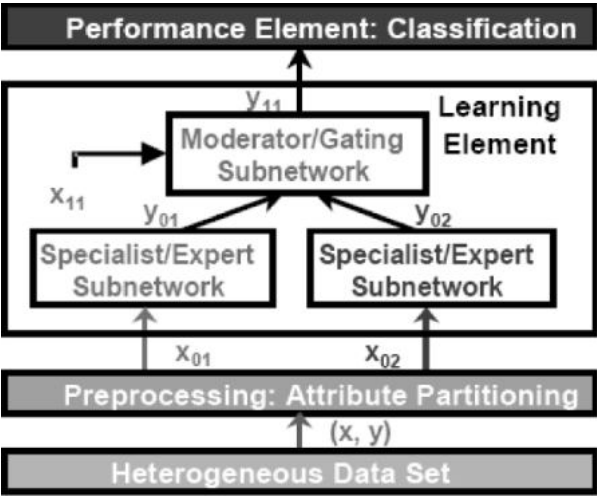 Performance Element: Classification
y11
Learning
Element
Moderator/Gating
Subnetwork
x11
y01
y02
Specialist/Expert
Subnetwork
Specialist/Expert
Subnetwork
x01
x02
Preprocessing: Attribute Partitioning
(x, y)
Heterogeneous Data Set